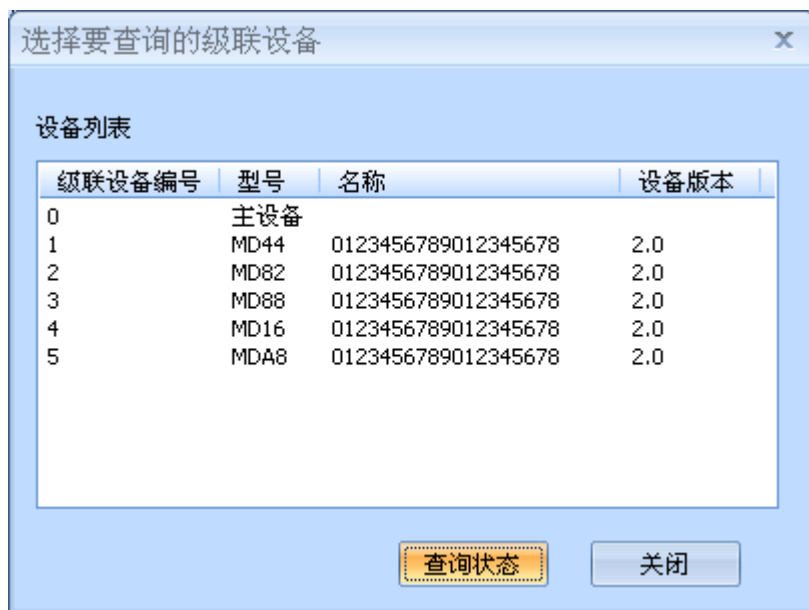 选择要查询的级联设备 x
设备列表
级联设备编号 型号 名称 设备版本
0 主设备
1 MD44 0123456789012345678 2.0
2 MD82 0123456789012345678 2.0
3 MD88 0123456789012345678 2.0
4 MD16 0123456789012345678 2.0
5 MDA8 0123456789012345678 2.0
查询状态 关闭